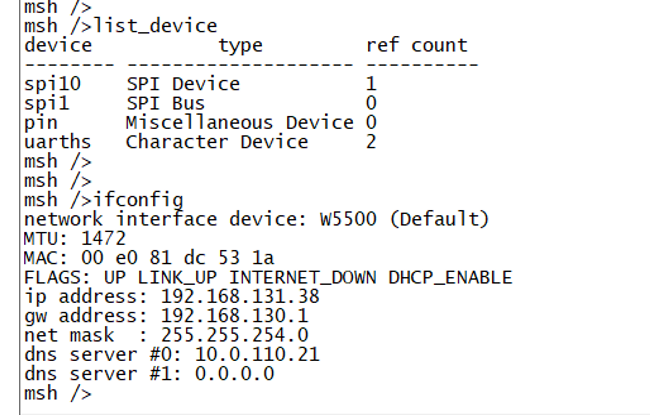 msh />
msh />list_device
device           type         ref count
-------- -------------------- ----------
spi10    SPI Device           1
spi1     SPI Bus              0
pin      Miscellaneous Device 0
uarths   Character Device     2
msh />
msh />
msh />ifconfig
network interface device: W5500 (Default)
MTU: 1472
MAC: 00 e0 81 dc 53 1a
FLAGS: UP LINK_UP INTERNET_DOWN DHCP_ENABLE
ip address: 192.168.131.38
gw address: 192.168.130.1
net mask  : 255.255.254.0
dns server #0: 10.0.110.21
dns server #1: 0.0.0.0
msh />